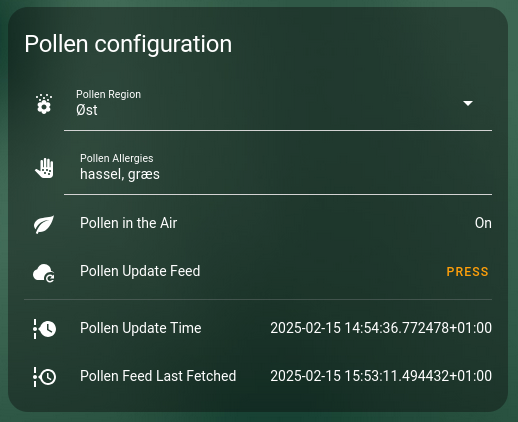 Pollen configuration
Pollen Region
Øst
Pollen Allergies
hassel, græs
Pollen in the Air On
Pollen Update Feed PRESS
Pollen Update Time 2025-02-15 14:54:36.772478+01:00
Pollen Feed Last Fetched 2025-02-15 15:53:11.494432+01:00